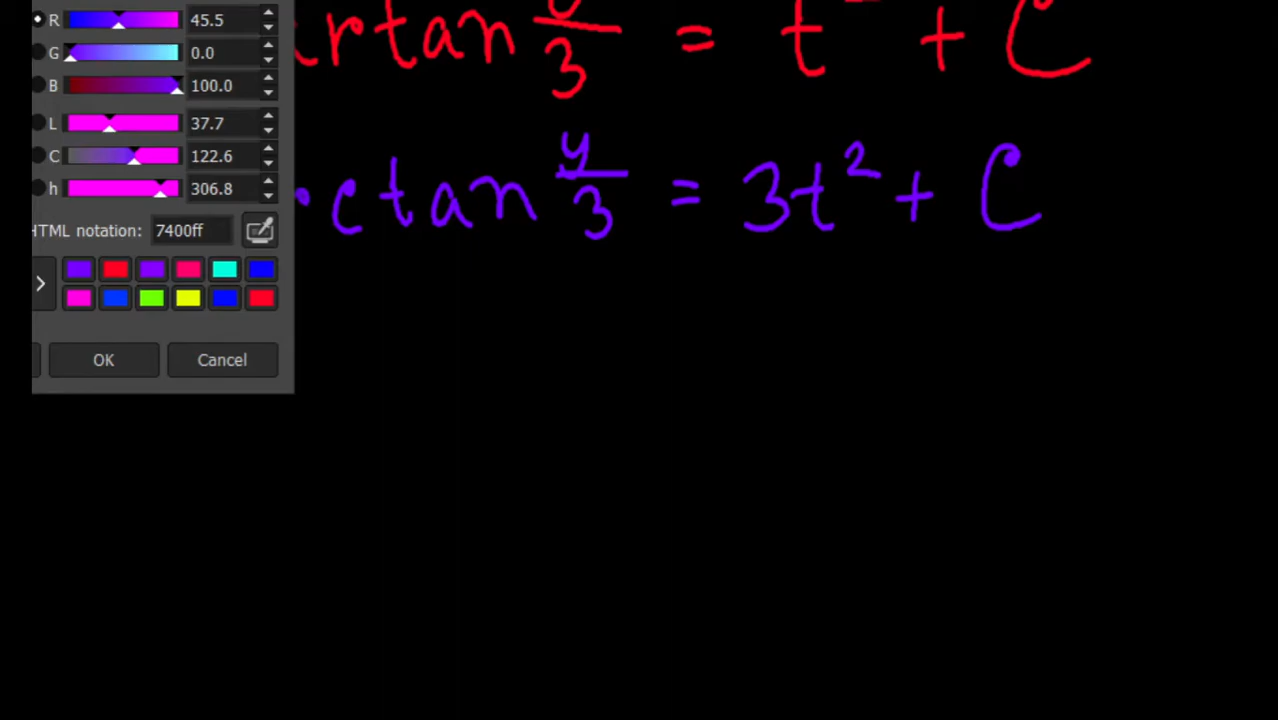 R 45.5
G 0.0
B 100.0
L 37.7
C 122.6
h 306.8
HTML notation: 7400ff
OK Cancel
= t² + C
ctan y/3 = 3t² + C